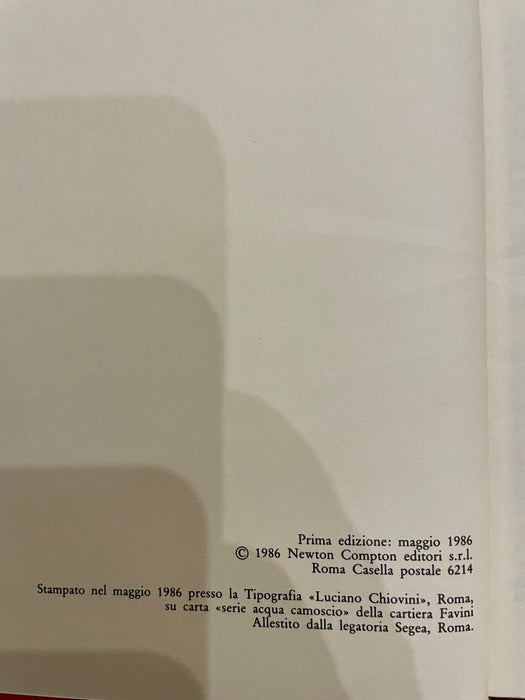 Prima edizione: maggio 1986
© 1986 Newton Compton editori s.r.l.
Roma Casella postale 6214
Stampato nel maggio 1986 presso la Tipografia «Luciano Chiovini», Roma,
su carta «serie acqua camoscio» della cartiera Favini
Allestito dalla legatoria Segea, Roma.